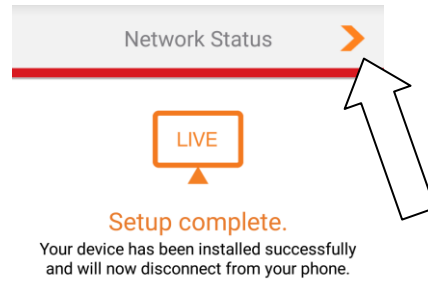 Network Status
LIVE
Setup complete.
Your device has been installed successfully
and will now disconnect from your phone.